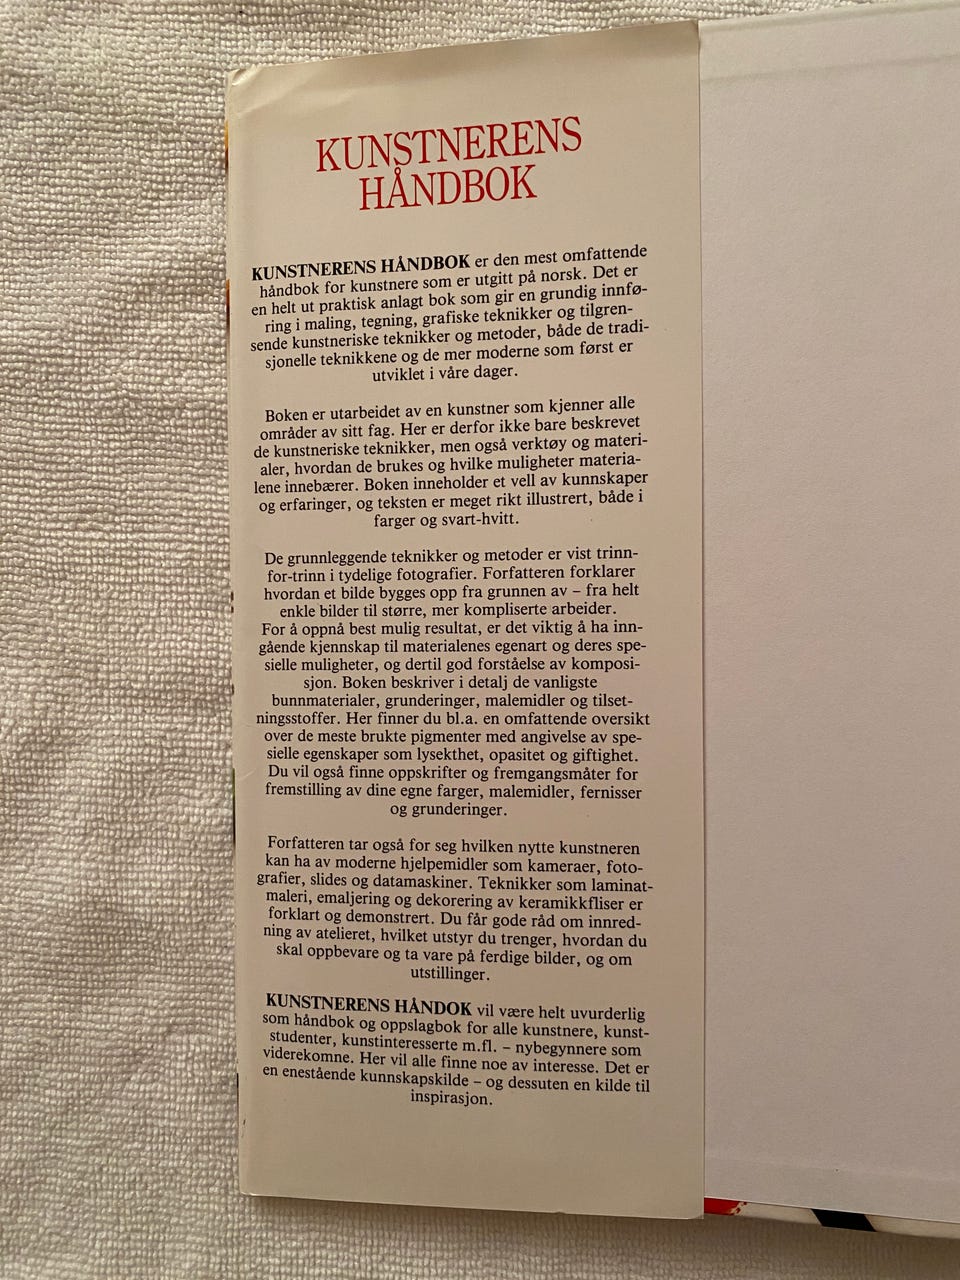 KUNSTNERENS
HÅNDBOK
KUNSTNERENS HÅNDBOK er den mest omfattende
håndbok for kunstnere som er utgitt på norsk. Det er
en helt ut praktisk anlagt bok som gir en grundig innfø-
ring i maling, tegning, grafiske teknikker og tilgren-
sende kunstneriske teknikker og metoder, både de tradi-
sjonelle teknikkene og de mer moderne som først er
utviklet i våre dager.
Boken er utarbeidet av en kunstner som kjenner alle
områder av sitt fag. Her er derfor ikke bare beskrevet
de kunstneriske teknikker, men også verktøy og materi-
aler, hvordan de brukes og hvilke muligheter materia-
lene innebærer. Boken inneholder et vell av kunnskaper
og erfaringer, og teksten er meget rikt illustrert, både i
farger og svart-hvitt.
De grunnleggende teknikker og metoder er vist trinn-
for-trinn i tydelige fotografier. Forfatteren forklarer
hvordan et bilde bygges opp fra grunnen av – fra helt
enkle bilder til større, mer kompliserte arbeider.
For å oppnå best mulig resultat, er det viktig å ha inn-
gående kjennskap til materialenes egenart og deres spe-
sielle muligheter, og dertil god forståelse av komposi-
sjon. Boken beskriver i detalj de vanligste
bunnmaterialer, grunderinger, malemidler og tilset-
ningsstoffer. Her finner du bl.a. en omfattende oversikt
over de meste brukte pigmenter med angivelse av spe-
sielle egenskaper som lysekthet, opasitet og giftighet.
Du vil også finne oppskrifter og fremgangsmåter for
fremstilling av dine egne farger, malemidler, fernisser
og grunderinger.
Forfatteren tar også for seg hvilken nytte kunstneren
kan ha av moderne hjelpemidler som kameraer, foto-
grafier, slides og datamaskiner. Teknikker som laminat-
maleri, emaljering og dekorering av keramikkfliser er
forklart og demonstrert. Du får gode råd om innred-
ning av atelieret, hvilket utstyr du trenger, hvordan du
skal oppbevare og ta vare på ferdige bilder, og om
utstillinger.
KUNSTNERENS HÅNDOK vil være helt uvurderlig
som håndbok og oppslagbok for alle kunstnere, kunst-
studenter, kunstinteresserte m.fl. – nybegynnere som
viderekomne. Her vil alle finne noe av interesse. Det er
en enestående kunnskapskilde – og dessuten en kilde til
inspirasjon.